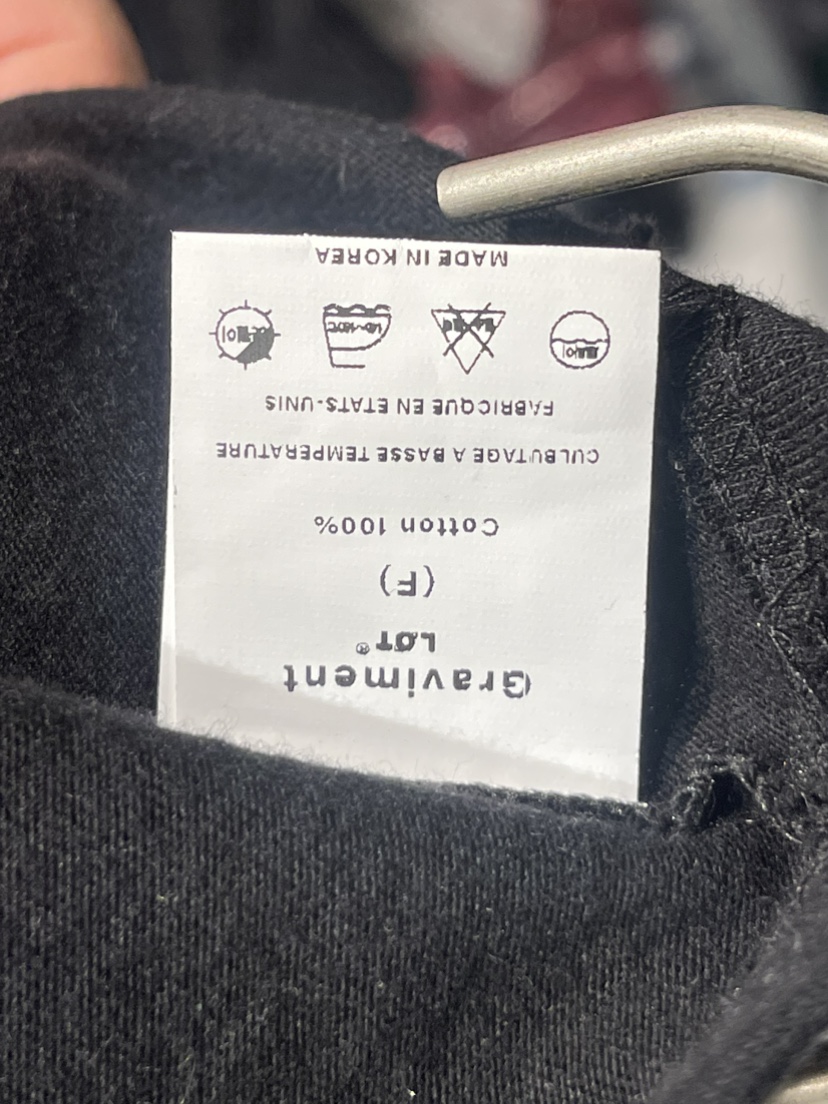 Graviment
LØT®
(F)
Cotton 100%
CULBUTAGE A BASSE TEMPERATURE
FABRICQUE EN ETATS-UNIS
MADE IN KOREA